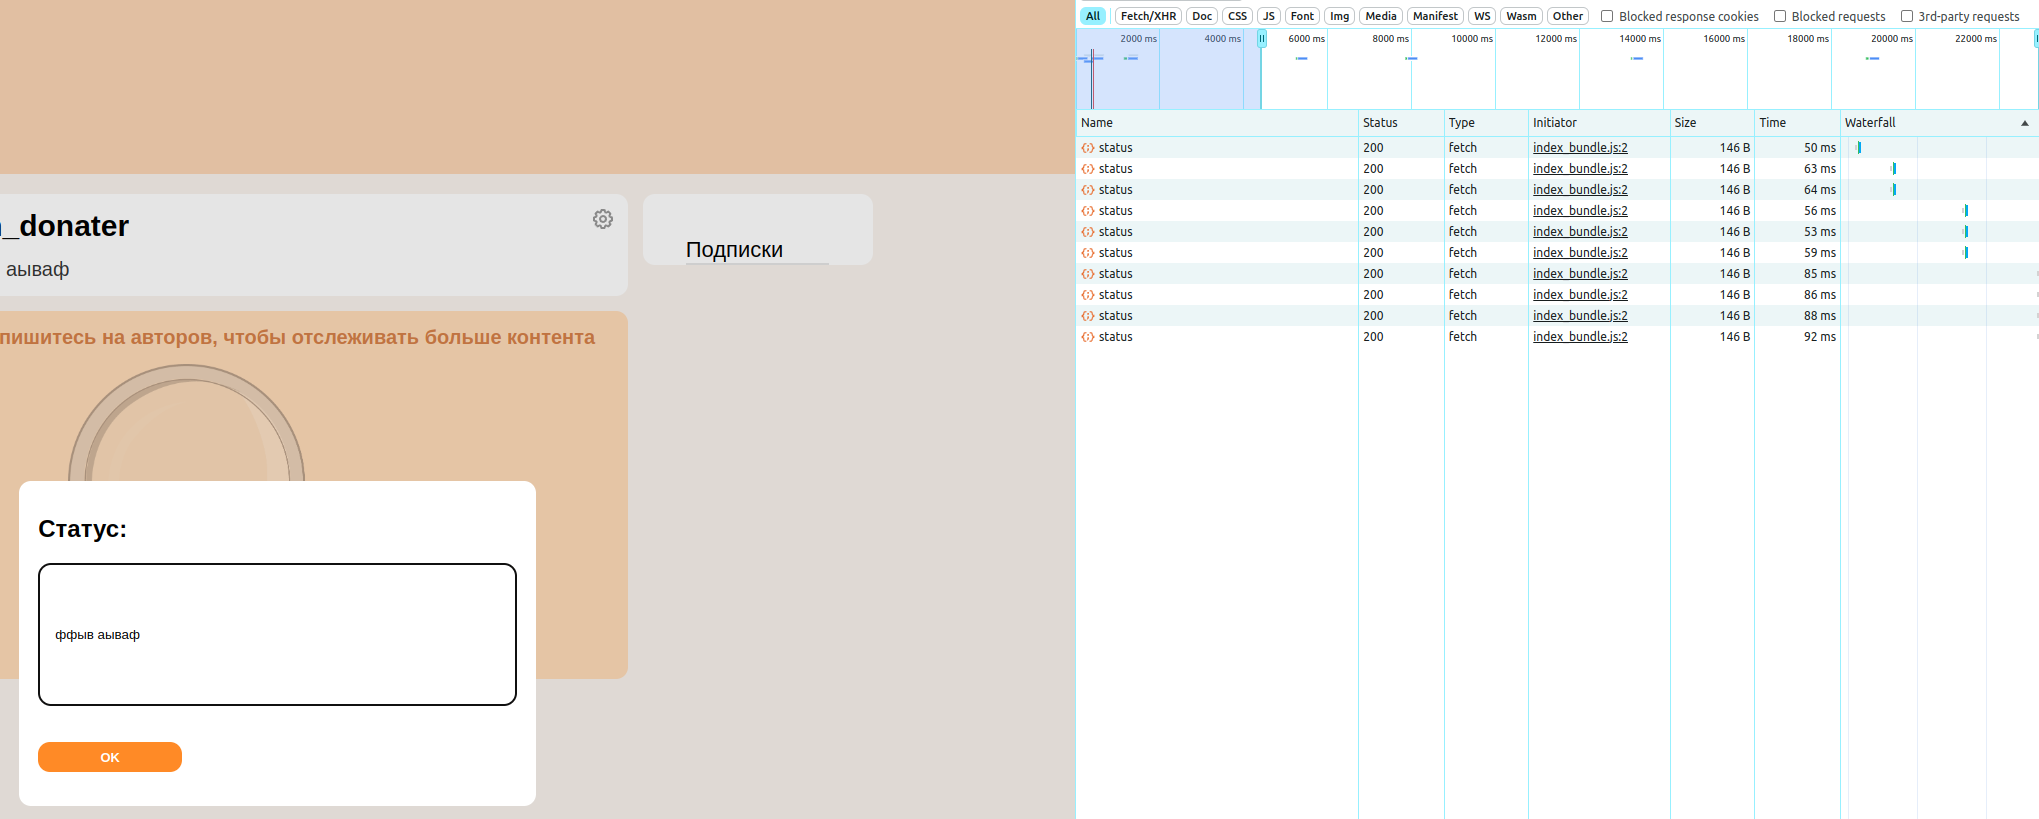 _donater
аываф
Подписки
пишитесь на авторов, чтобы отслеживать больше контента
Статус:
ффыв аываф
OK
All Fetch/XHR Doc CSS JS Font Img Media Manifest WS Wasm Other Blocked response cookies Blocked requests 3rd-party requests
2000 ms 4000 ms 6000 ms 8000 ms 10000 ms 12000 ms 14000 ms 16000 ms 18000 ms 20000 ms 22000 ms
Name Status Type Initiator Size Time Waterfall
status 200 fetch index_bundle.js:2 146 B 50 ms
status 200 fetch index_bundle.js:2 146 B 63 ms
status 200 fetch index_bundle.js:2 146 B 64 ms
status 200 fetch index_bundle.js:2 146 B 56 ms
status 200 fetch index_bundle.js:2 146 B 53 ms
status 200 fetch index_bundle.js:2 146 B 59 ms
status 200 fetch index_bundle.js:2 146 B 85 ms
status 200 fetch index_bundle.js:2 146 B 86 ms
status 200 fetch index_bundle.js:2 146 B 88 ms
status 200 fetch index_bundle.js:2 146 B 92 ms